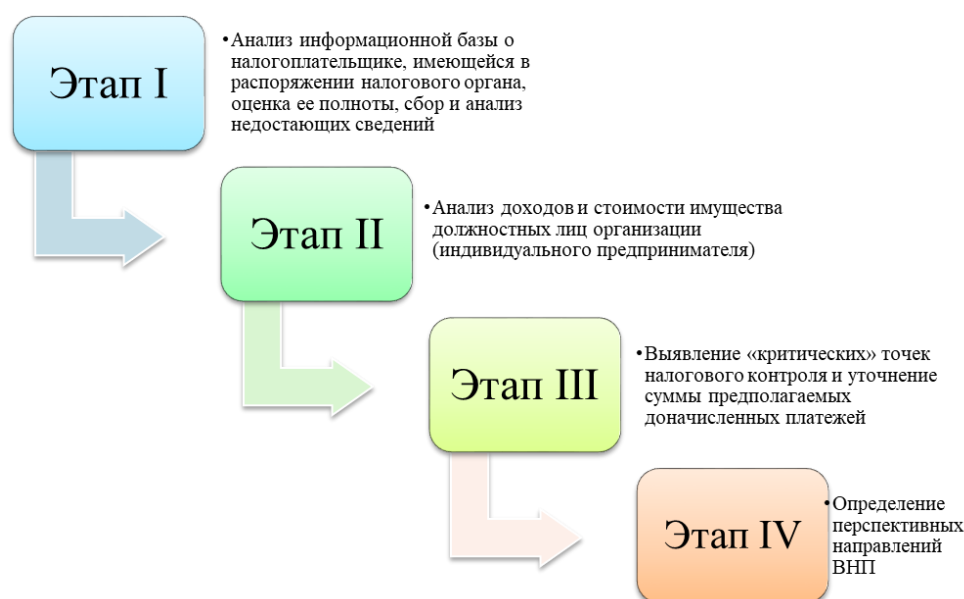 Этап I
•Анализ информационной базы о
налогоплательщике, имеющейся в
распоряжении налогового органа,
оценка ее полноты, сбор и анализ
недостающих сведений
Этап II
•Анализ доходов и стоимости имущества
должностных лиц организации
(индивидуального предпринимателя)
Этап III
•Выявление «критических» точек
налогового контроля и уточнение
суммы предполагаемых
доначисленных платежей
Этап IV
•Определение
перспективных
направлений
ВНП